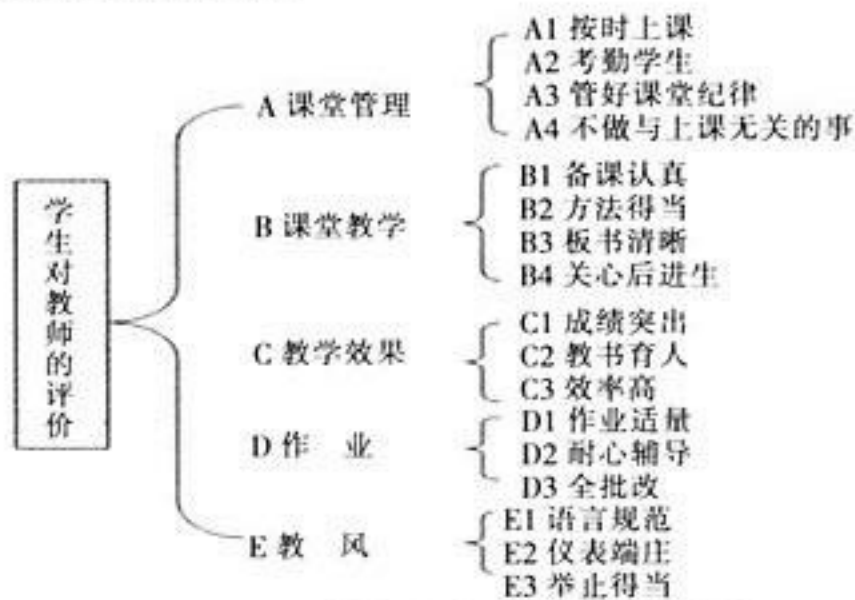 学生对教师的评价
A 课堂管理
A1 按时上课
A2 考勤学生
A3 管好课堂纪律
A4 不做与上课无关的事
B 课堂教学
B1 备课认真
B2 方法得当
B3 板书清晰
B4 关心后进生
C 教学效果
C1 成绩突出
C2 教书育人
C3 效率高
D 作 业
D1 作业适量
D2 耐心辅导
D3 全批改
E 教 风
E1 语言规范
E2 仪表端庄
E3 举止得当